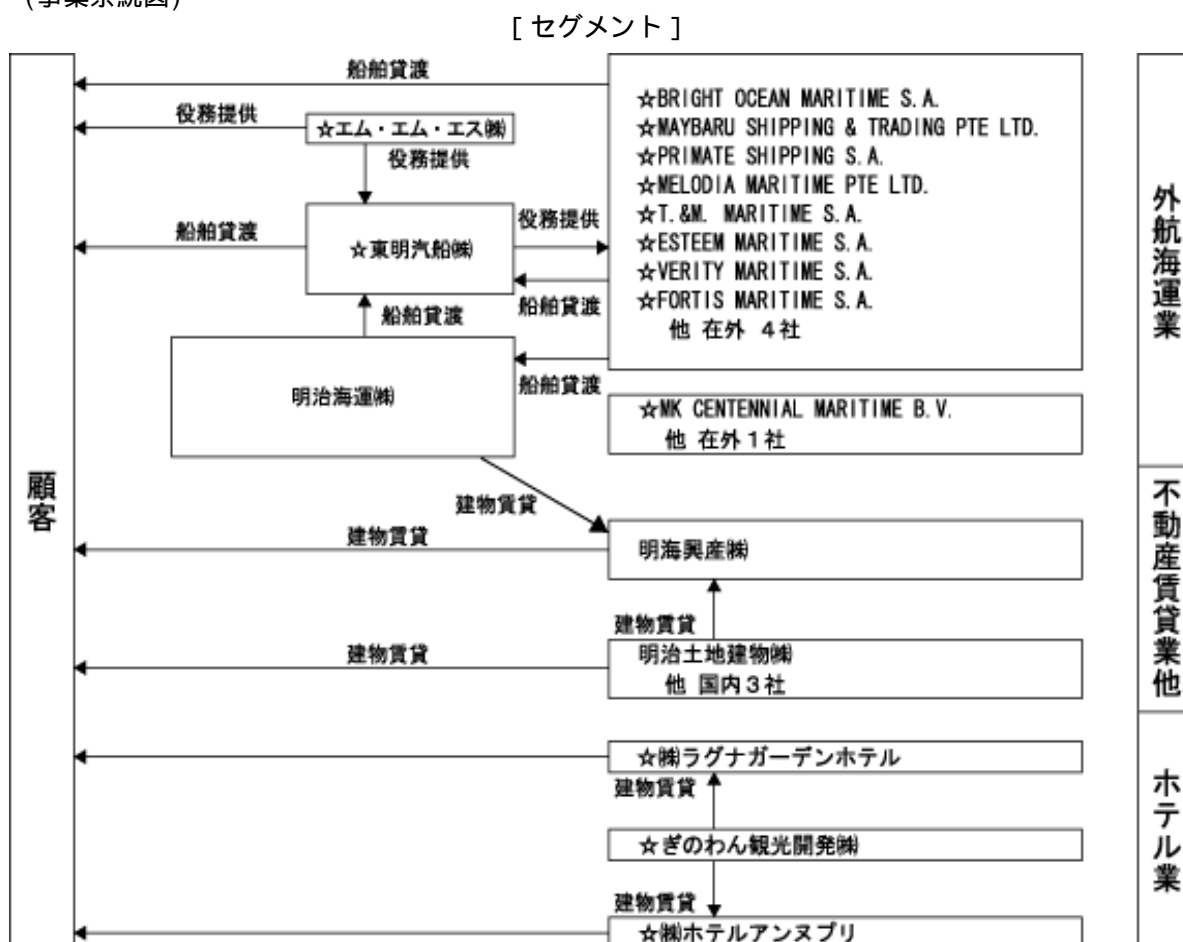 (事業系統図)
[ セグメント ]
船舶貸渡
役務提供
☆エム・エム・エス㈱
役務提供
☆BRIGHT OCEAN MARITIME S.A.
☆MAYBARU SHIPPING & TRADING PTE LTD.
☆PRIMATE SHIPPING S.A.
☆MELODIA MARITIME PTE LTD.
☆T.&M. MARITIME S.A.
☆ESTEEM MARITIME S.A.
☆VERITY MARITIME S.A.
☆FORTIS MARITIME S.A.
他 在外 4社
船舶貸渡
☆東明汽船㈱
役務提供
船舶貸渡
船舶貸渡
明治海運㈱
船舶貸渡
☆MK CENTENNIAL MARITIME B.V.
他 在外1社
外航海運業
顧客
建物賃貸
建物賃貸
明海興産㈱
建物賃貸
建物賃貸
明治土地建物㈱
他 国内3社
不動産賃貸業他
☆㈱ラグナガーデンホテル
建物賃貸
☆ぎのわん観光開発㈱
建物賃貸
☆㈱ホテルアンヌプリ
ホテル業